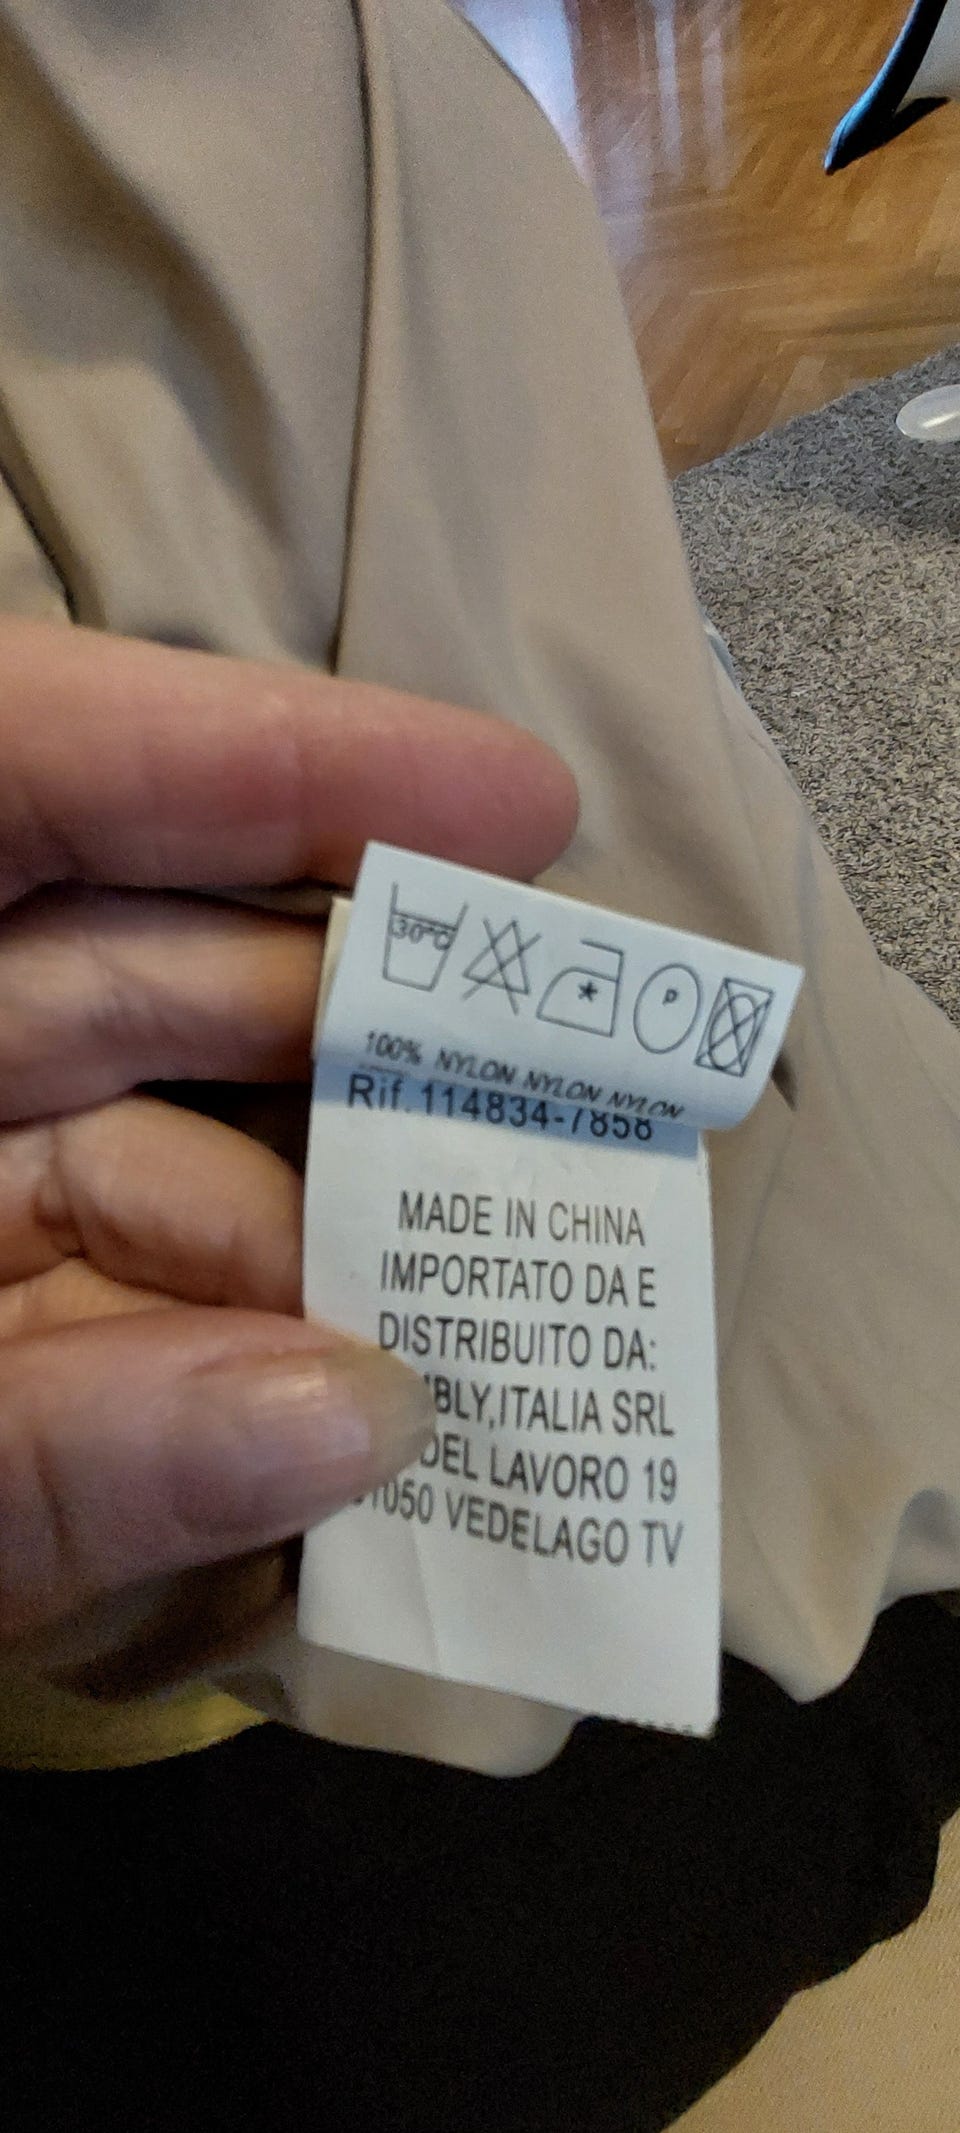 30°C
P
100% NYLON NYLON NYLON
Rif. 114834-7858
MADE IN CHINA
IMPORTATO DA E
DISTRIBUITO DA:
ITALIA SRL
DEL LAVORO 19
VEDELAGO TV